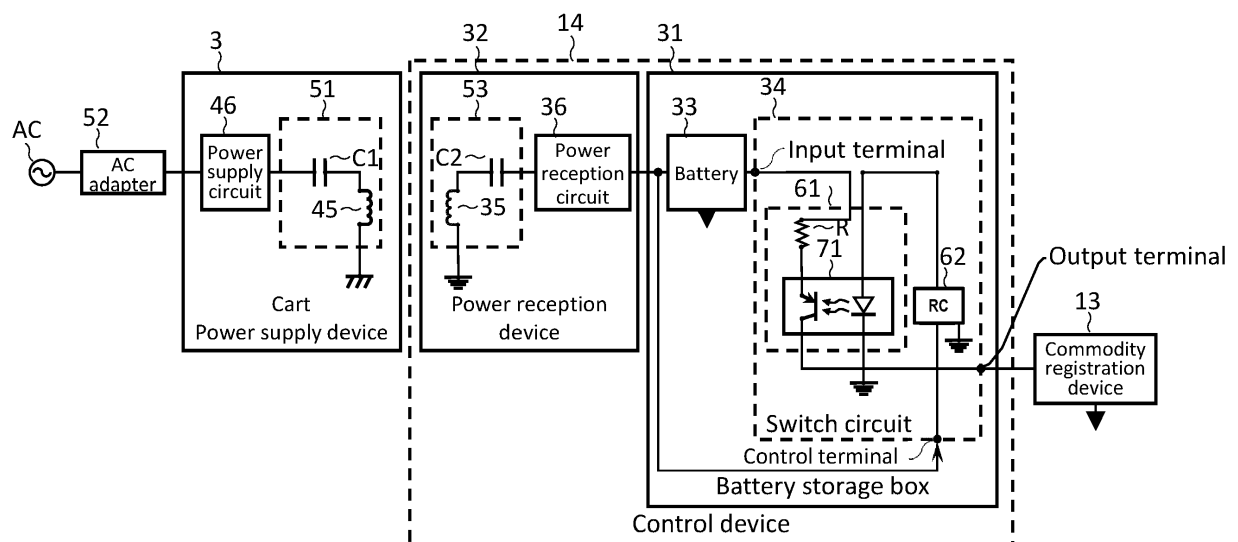 3
32
14
31
51
53
34
AC
52
46
36
33
AC
adapter
Power
supply
circuit
C1
45
C2
35
Power
reception
circuit
Battery
Input terminal
61
R
71
62
RC
Output terminal
13
Commodity
registration
device
Cart
Power supply device
Power reception
device
Switch circuit
Control terminal
Battery storage box
Control device